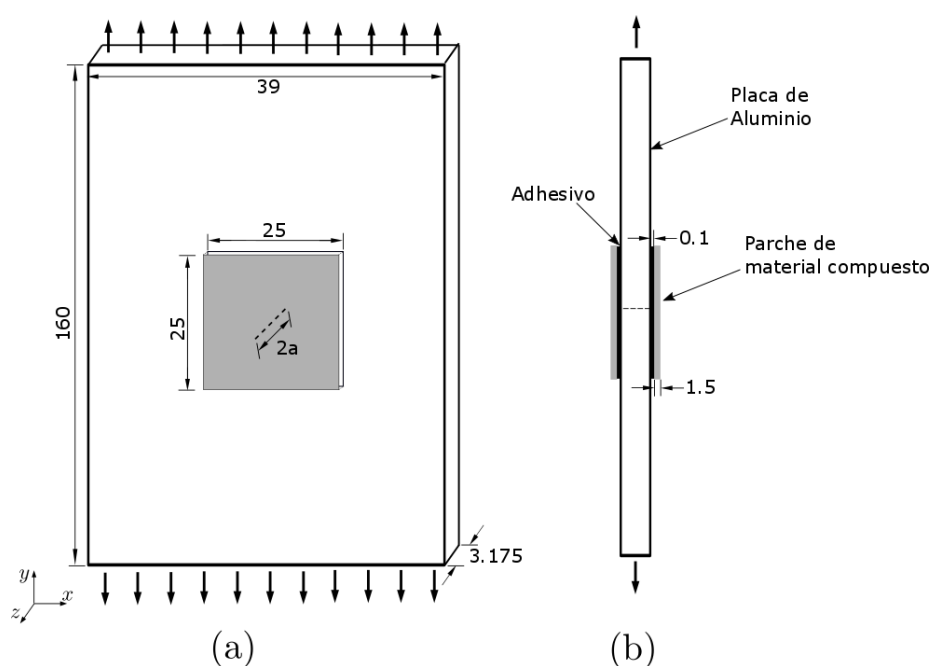 39
25
25
160
2a
3.175
y
x
z
(a)
Placa de
Aluminio
Adhesivo
0.1
Parche de
material compuesto
1.5
(b)